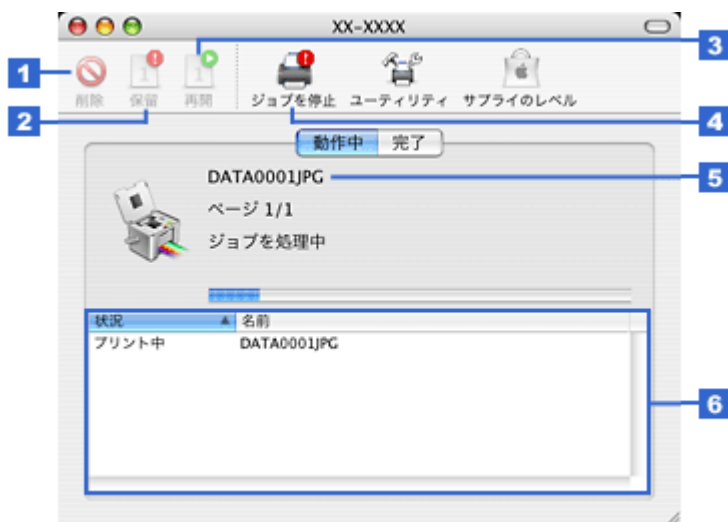 XX-XXXX
1
2
3
削除 保留 再開 ジョブを停止 ユーティリティ サプライのレベル
4
動作中 完了
DATA0001JPG
5
ページ 1/1
ジョブを処理中
状況 名前
プリント中 DATA0001JPG
6